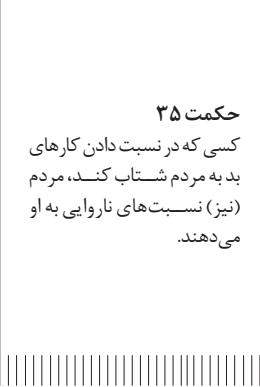 حکمت ۳۵
کسی که در نسبت دادن کارهای
بد به مردم شتاب کند، مردم
(نیز) نسبت‌های ناروایی به او
می‌دهند.